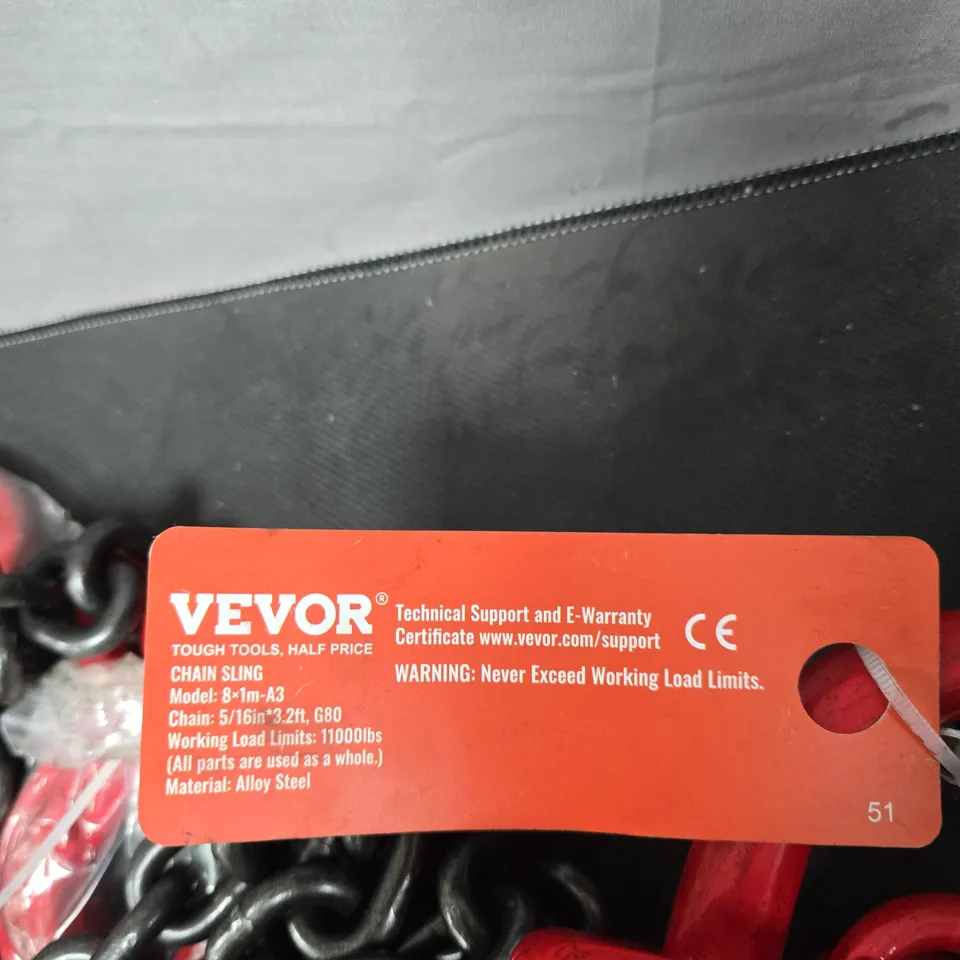 VEVOR®
TOUGH TOOLS, HALF PRICE
CHAIN SLING
Model: 8×1m-A3
Chain: 5/16in*3.2ft, G80
Working Load Limits: 11000lbs
(All parts are used as a whole.)
Material: Alloy Steel
Technical Support and E-Warranty
Certificate www.vevor.com/support
CE
WARNING: Never Exceed Working Load Limits.
51